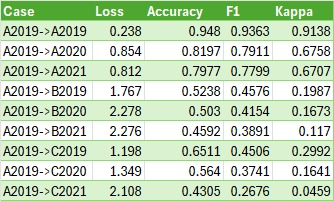 Case Loss Accuracy F1 Kappa
A2019->A2019 0.238 0.948 0.9363 0.9138
A2019->A2020 0.854 0.8197 0.7911 0.6758
A2019->A2021 0.812 0.7977 0.7799 0.6707
A2019->B2019 1.767 0.5238 0.4576 0.1987
A2019->B2020 2.278 0.503 0.4154 0.1673
A2019->B2021 2.276 0.4592 0.3891 0.117
A2019->C2019 1.198 0.6511 0.4506 0.2992
A2019->C2020 1.349 0.564 0.3741 0.1641
A2019->C2021 2.108 0.4305 0.2676 0.0459